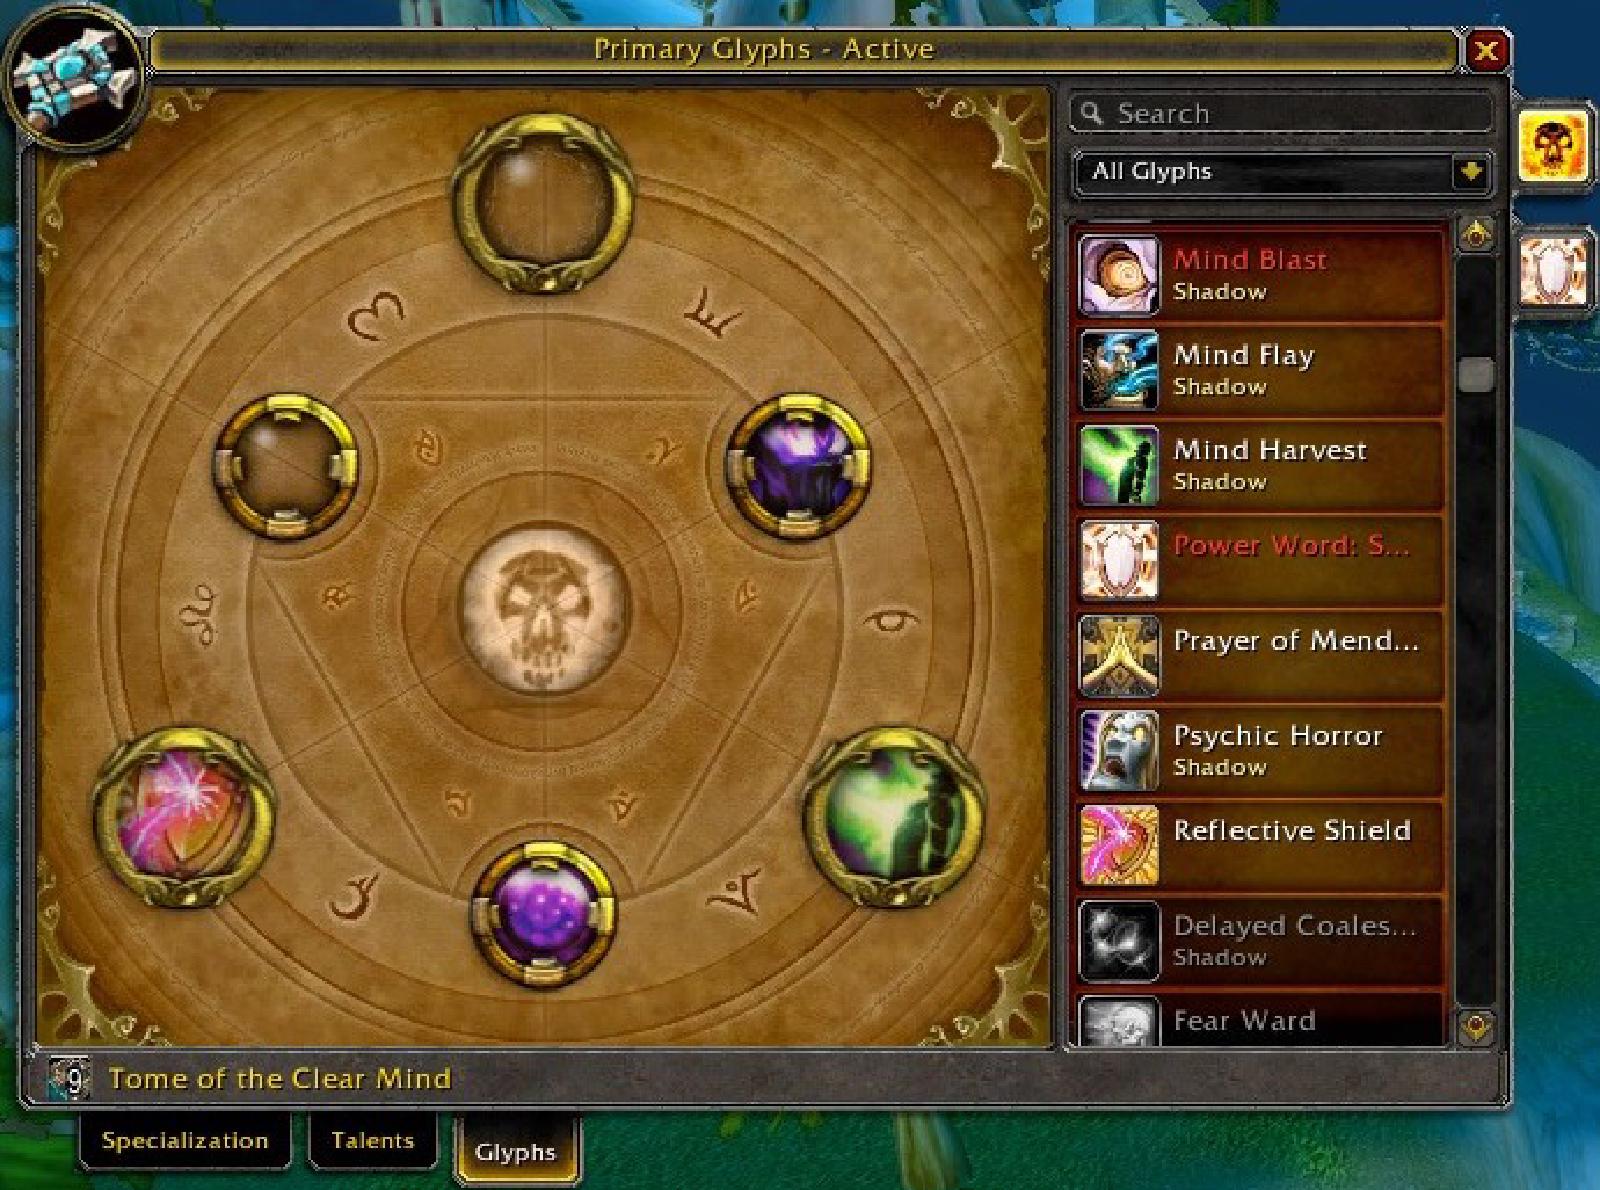 Primary Glyphs - Active
Search
All Glyphs
Mind Blast
Shadow
Mind Flay
Shadow
Mind Harvest
Shadow
Power Word: S...
Prayer of Mend...
Psychic Horror
Shadow
Reflective Shield
Delayed Coales...
Shadow
Fear Ward
9 Tome of the Clear Mind
Specialization
Talents
Glyphs